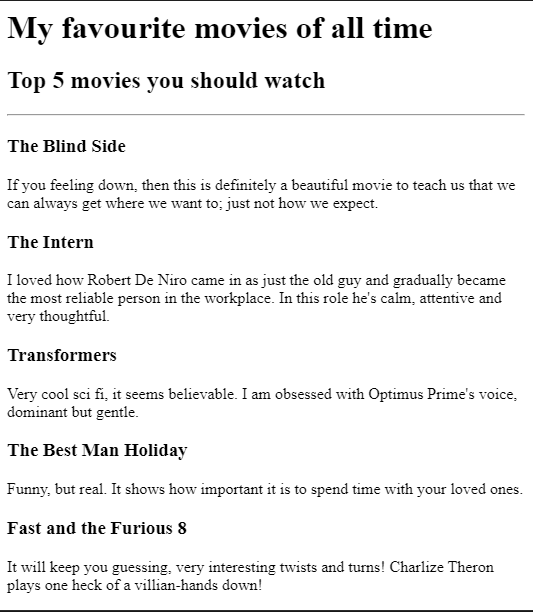 My favourite movies of all time
Top 5 movies you should watch
The Blind Side
If you feeling down, then this is definitely a beautiful movie to teach us that we
can always get where we want to; just not how we expect.
The Intern
I loved how Robert De Niro came in as just the old guy and gradually became
the most reliable person in the workplace. In this role he's calm, attentive and
very thoughtful.
Transformers
Very cool sci fi, it seems believable. I am obsessed with Optimus Prime's voice,
dominant but gentle.
The Best Man Holiday
Funny, but real. It shows how important it is to spend time with your loved ones.
Fast and the Furious 8
It will keep you guessing, very interesting twists and turns! Charlize Theron
plays one heck of a villian-hands down!